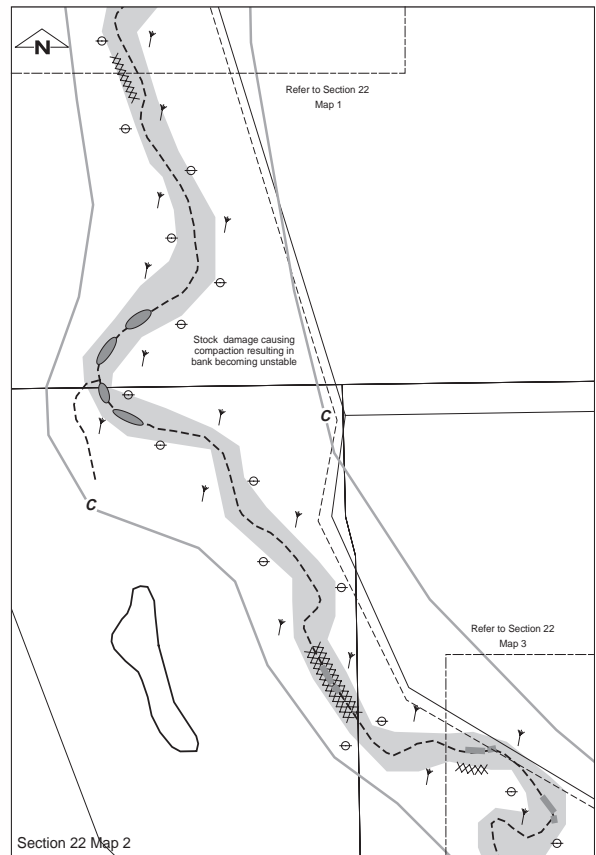 N
Refer to Section 22
Map 1
Stock damage causing
compaction resulting in
bank becoming unstable
C
C
Refer to Section 22
Map 3
Section 22 Map 2